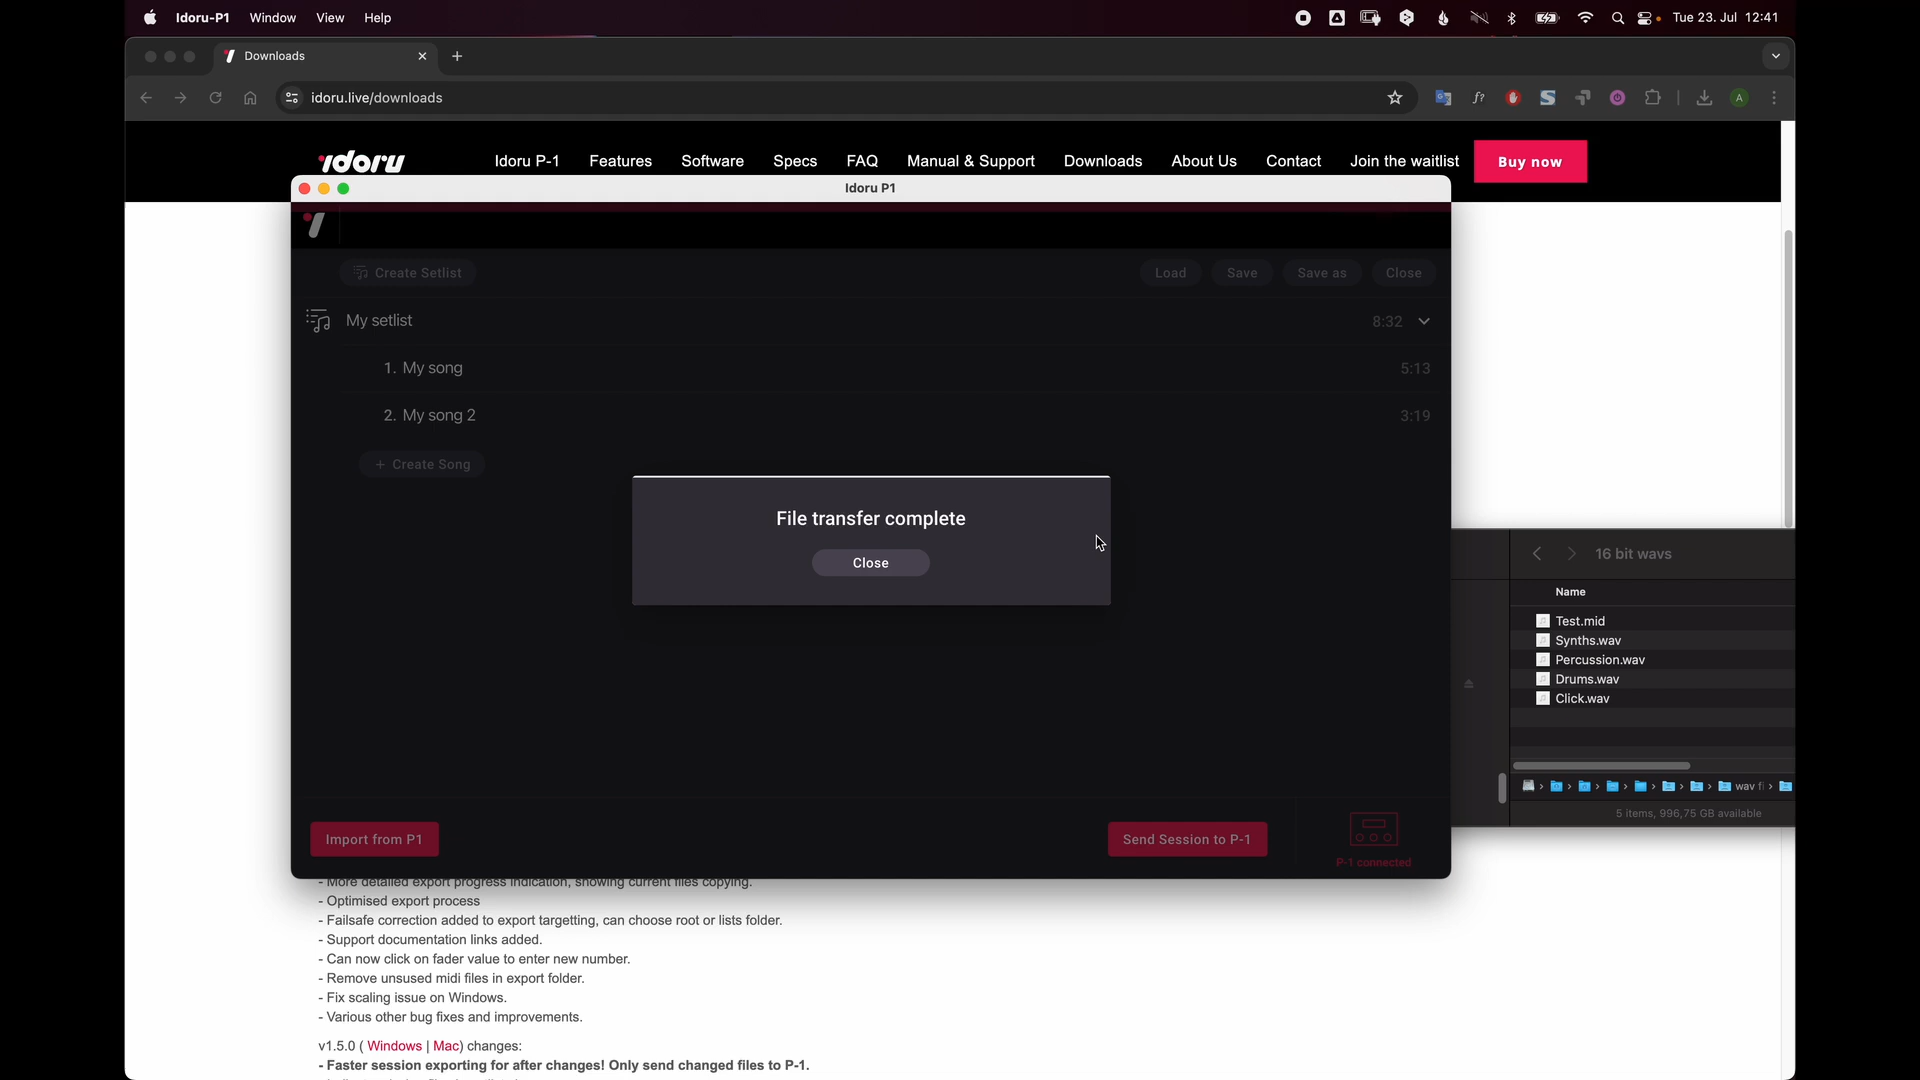 Idoru-P1 Window View Help Tue 23. Jul 12:41
Downloads
idoru.live/downloads
f? A
idoru Idoru P-1 Features Software Specs FAQ Manual & Support Downloads About Us Contact Join the waitlist Buy now
Idoru P1
Create Setlist Load Save Save as Close
My setlist 8:32
1. My song 5:13
2. My song 2 3:19
+ Create Song
File transfer complete
Close
16 bit wavs
Name
Test.mid
Synths.wav
Percussion.wav
Drums.wav
Click.wav
wav fi
5 items, 996,75 GB available
Import from P1 Send Session to P-1
P-1 connected
- More detailed export progress indication, showing current files copying.
- Optimised export process
- Failsafe correction added to export targetting, can choose root or lists folder.
- Support documentation links added.
- Can now click on fader value to enter new number.
- Remove unsused midi files in export folder.
- Fix scaling issue on Windows.
- Various other bug fixes and improvements.
v1.5.0 ( Windows | Mac) changes:
- Faster session exporting for after changes! Only send changed files to P-1.